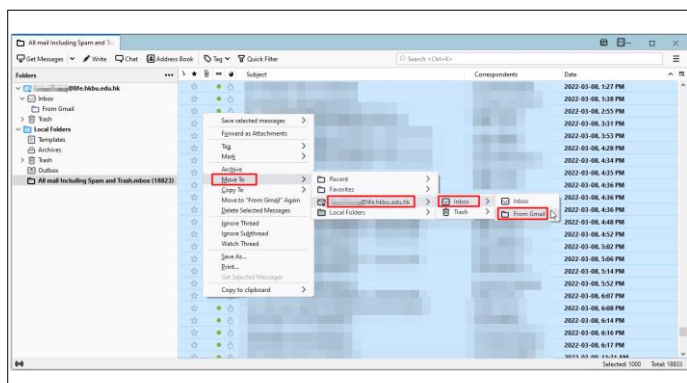 All mail Including Spam and Tr
Get Messages Write Chat Address Book Tag Quick Filter Search <Ctrl+K>
Folders Subject Correspondents Date
@life.hkbu.edu.hk
Inbox
From Gmail
Trash
Local Folders
Templates
Archives
Trash
Outbox
All mail Including Spam and Trash.mbox (18823)
Save selected messages
Forward as Attachments
Tag
Mark
Archive
Move To
Copy To
Move to "From Gmail" Again
Delete Selected Messages
Ignore Thread
Ignore Subthread
Watch Thread
Save As...
Print...
Get Selected Messages
Copy to clipboard
Recent
Favorites
@life.hkbu.edu.hk
Local Folders
Inbox
Trash
Inbox
From Gmail
2022-03-08, 1:27 PM
2022-03-08, 1:38 PM
2022-03-08, 2:55 PM
2022-03-08, 3:31 PM
2022-03-08, 3:53 PM
2022-03-08, 4:28 PM
2022-03-08, 4:34 PM
2022-03-08, 4:35 PM
2022-03-08, 4:36 PM
2022-03-08, 4:36 PM
2022-03-08, 4:36 PM
2022-03-08, 4:48 PM
2022-03-08, 4:52 PM
2022-03-08, 5:02 PM
2022-03-08, 5:06 PM
2022-03-08, 5:14 PM
2022-03-08, 5:52 PM
2022-03-08, 6:07 PM
2022-03-08, 6:08 PM
2022-03-08, 6:14 PM
2022-03-08, 6:16 PM
2022-03-08, 6:17 PM
Selected: 1000 Total: 18833